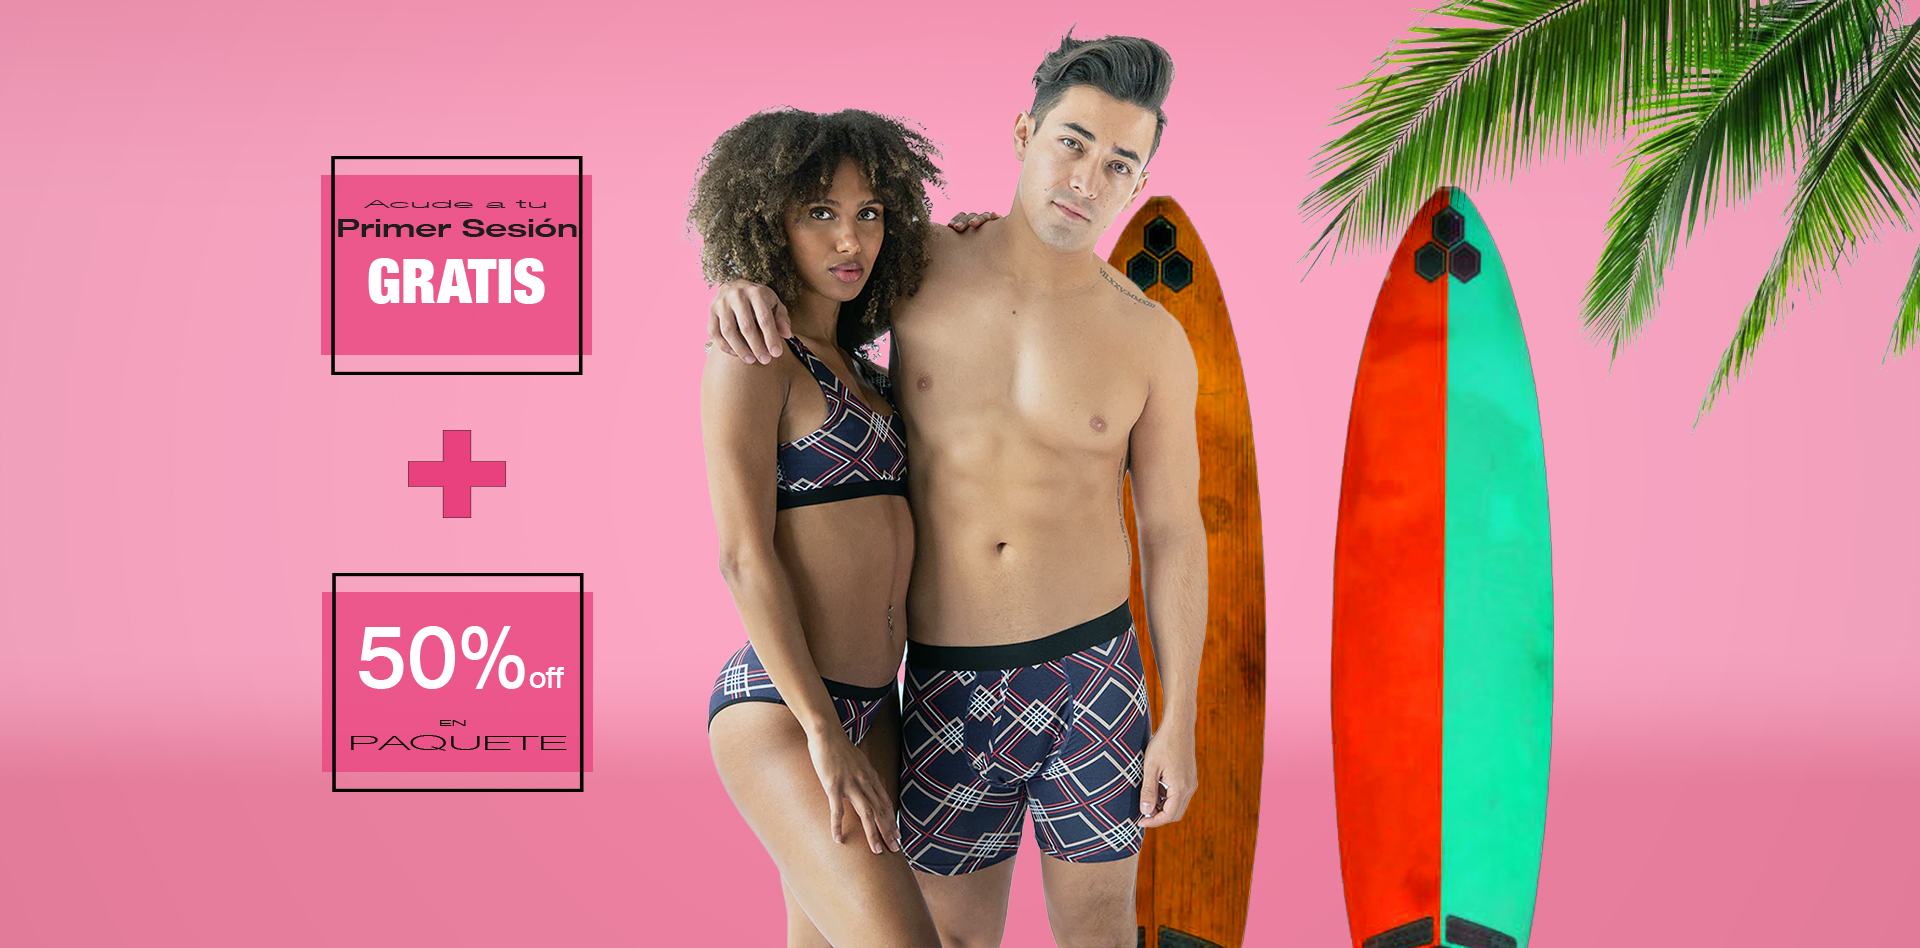 Acude a tu
Primer Sesión
GRATIS
50% off
EN
PAQUETE